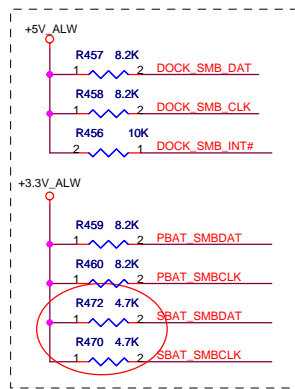 +5V_ALW
R457 8.2K
1 2 DOCK_SMB_DAT
R458 8.2K
1 2 DOCK_SMB_CLK
R456 10K
2 1 DOCK_SMB_INT#
+3.3V_ALW
R459 8.2K
1 2 PBAT_SMBDAT
R460 8.2K
1 2 PBAT_SMBCLK
R472 4.7K
1 2 SBAT_SMBDAT
R470 4.7K
1 2 SBAT_SMBCLK